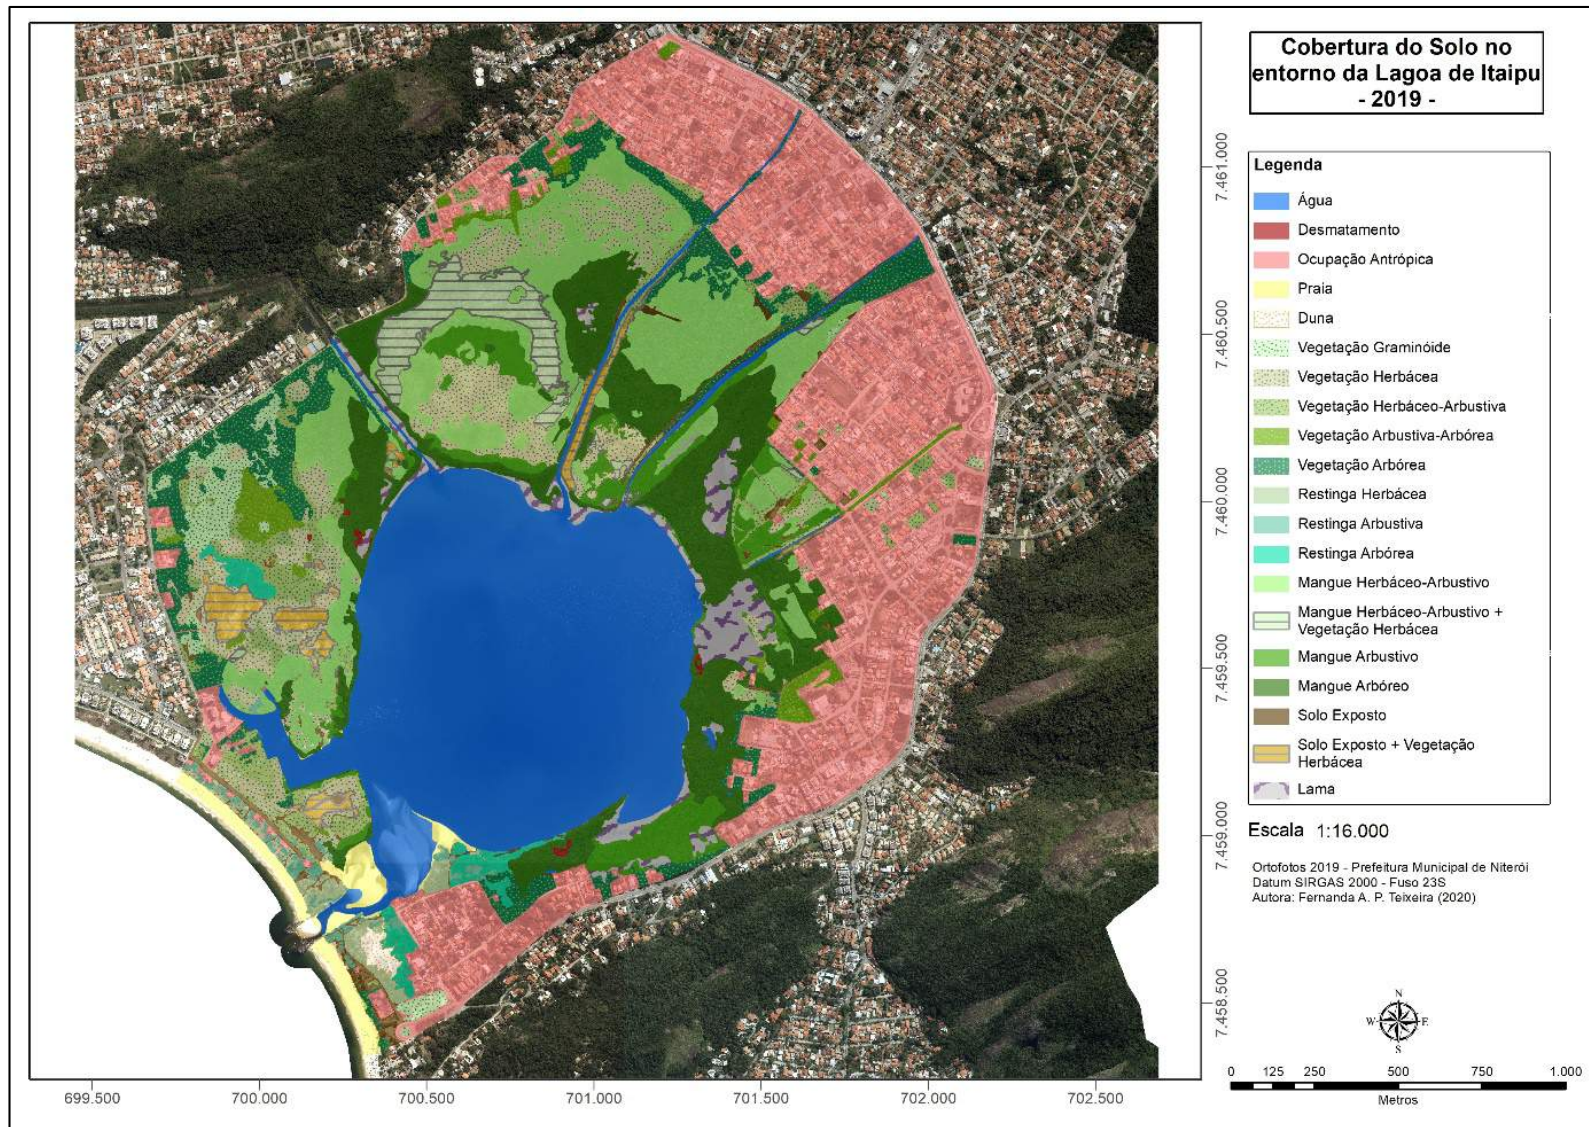 Cobertura do Solo no
entorno da Lagoa de Itaipu
- 2019 -
Legenda
Água
Desmatamento
Ocupação Antrópica
Praia
Duna
Vegetação Graminóide
Vegetação Herbácea
Vegetação Herbáceo-Arbustiva
Vegetação Arbustiva-Arbórea
Vegetação Arbórea
Restinga Herbácea
Restinga Arbustiva
Restinga Arbórea
Mangue Herbáceo-Arbustivo
Mangue Herbáceo-Arbustivo +
Vegetação Herbácea
Mangue Arbustivo
Mangue Arbóreo
Solo Exposto
Solo Exposto + Vegetação
Herbácea
Lama
Escala 1:16.000
Ortofotos 2019 - Prefeitura Municipal de Niterói
Datum SIRGAS 2000 - Fuso 23S
Autora: Fernanda A. P. Teixeira (2020)
N
W E
S
0 125 250 500 750 1.000
Metros
7.461.000
7.460.500
7.460.000
7.459.500
7.459.000
7.458.500
699.500 700.000 700.500 701.000 701.500 702.000 702.500